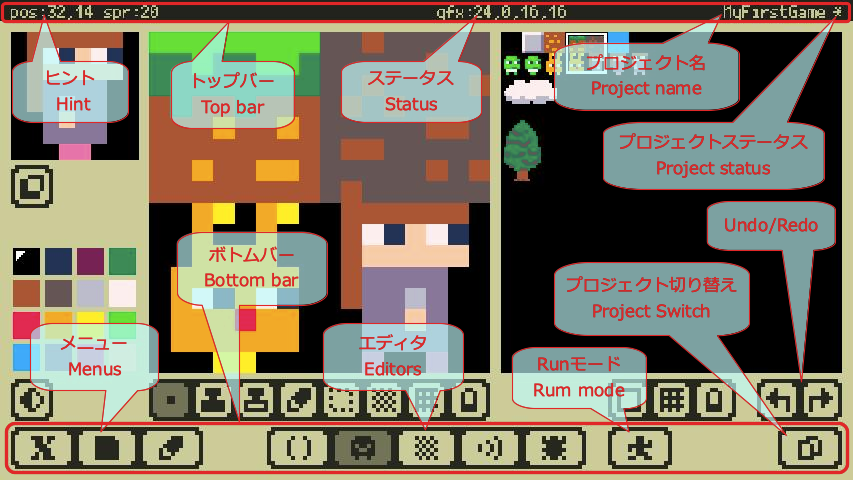 pos:32,14 spr:20
gfx:24,0,16,16
MyFirstGame *
ヒント
Hint
トップバー
Top bar
ステータス
Status
プロジェクト名
Project name
プロジェクトステータス
Project status
Undo/Redo
ボトムバー
Bottom bar
プロジェクト切り替え
Project Switch
メニュー
Menus
エディタ
Editors
Runモード
Rum mode